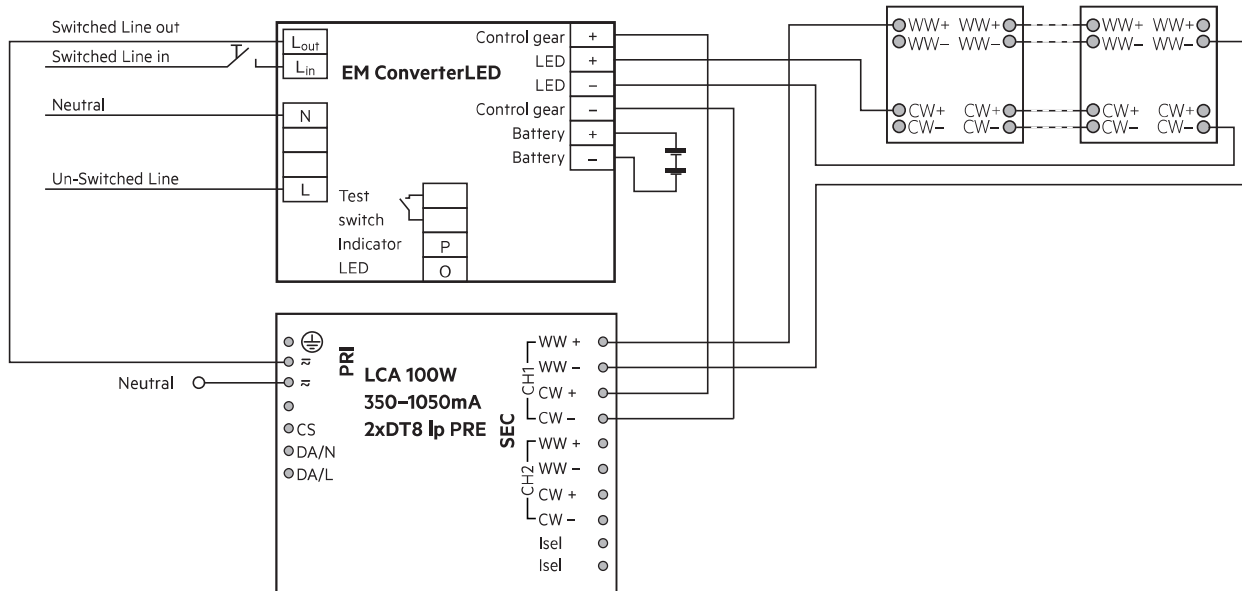 Switched Line out
Switched Line in
Neutral
Un-Switched Line
Lout
Lin
N
L
EM ConverterLED
Control gear +
LED +
LED –
Control gear –
Battery +
Battery –
Test
switch
Indicator P
LED O
WW+ WW+ WW+ WW+
WW– WW– WW– WW–
CW+ CW+ CW+ CW+
CW– CW– CW– CW–
Neutral
PRI
CS
DA/N
DA/L
LCA 100W
350–1050mA
2xDT8 lp PRE
SEC
CH1
WW +
WW –
CW +
CW –
CH2
WW +
WW –
CW +
CW –
Isel
Isel